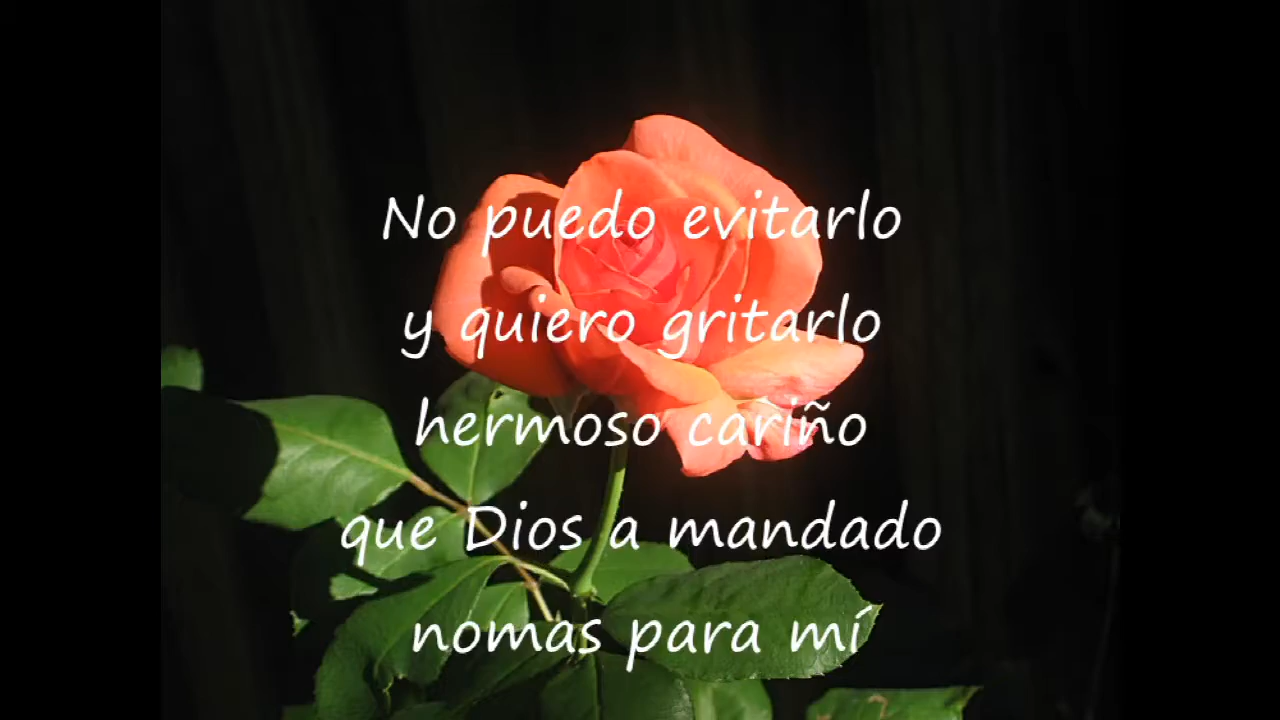 No puedo evitarlo
y quiero gritarlo
hermoso cariño
que Dios a mandado
nomas para mí